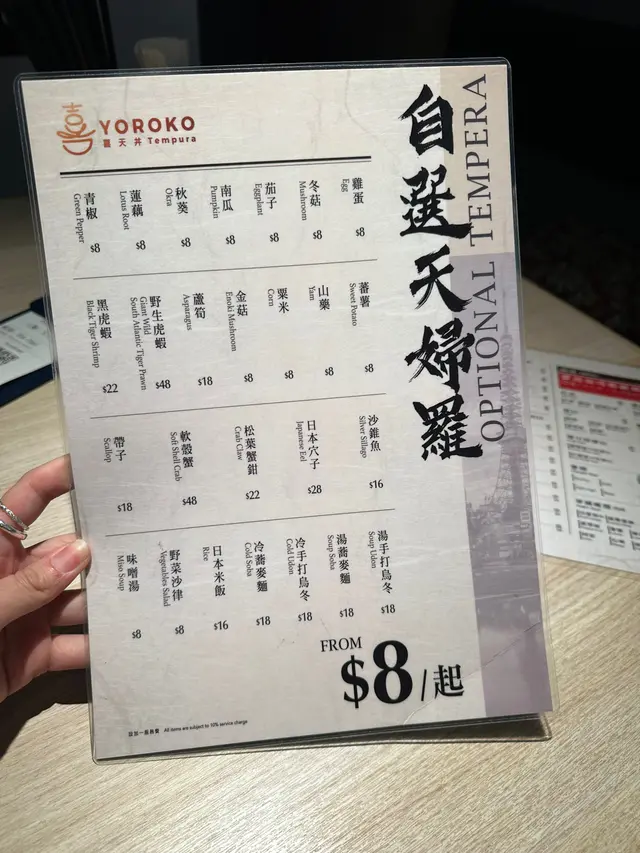 YOROKO
喜天丼 Tempura
自選天婦羅
OPTIONAL TEMPERA
雞蛋
Egg
$8
冬菇
Mushroom
$8
茄子
Eggplant
$8
南瓜
Pumpkin
$8
秋葵
Okra
$8
蓮藕
Lotus Root
$8
青椒
Green Pepper
$8
蕃薯
Sweet Potato
$8
山藥
Yam
$8
粟米
Corn
$8
金菇
Enoki Mushroom
$8
蘆筍
Asparagus
$18
野生虎蝦
Giant Wild
South Atlantic Tiger Prawn
$48
黑虎蝦
Black Tiger Shrimp
$22
沙錐魚
Silver Sillago
$16
日本穴子
Japanese Eel
$28
松葉蟹鉗
Crab Claw
$22
軟殼蟹
Soft Shell Crab
$48
帶子
Scallop
$18
湯手打烏冬
Soup Udon
$18
湯蕎麥麵
Soup Soba
$18
冷手打烏冬
Cold Udon
$18
冷蕎麥麵
Cold Soba
$18
日本米飯
Rice
$16
野菜沙律
Vegetables Salad
$8
味噌湯
Miso Soup
$8
FROM
$8/起
設加一服務費 All items are subject to 10% service charge